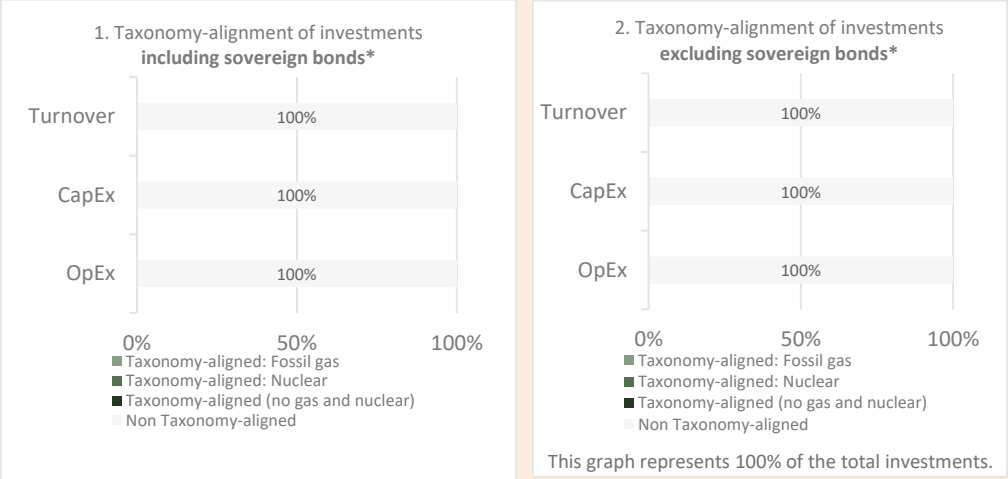 1. Taxonomy-alignment of investments
including sovereign bonds*
Turnover
100%
CapEx
100%
OpEx
100%
0%
50%
100%
Taxonomy-aligned: Fossil gas
Taxonomy-aligned: Nuclear
Taxonomy-aligned (no gas and nuclear)
Non Taxonomy-aligned
2. Taxonomy-alignment of investments
excluding sovereign bonds*
Turnover
100%
CapEx
100%
OpEx
100%
0%
50%
100%
Taxonomy-aligned: Fossil gas
Taxonomy-aligned: Nuclear
Taxonomy-aligned (no gas and nuclear)
Non Taxonomy-aligned
This graph represents 100% of the total investments.